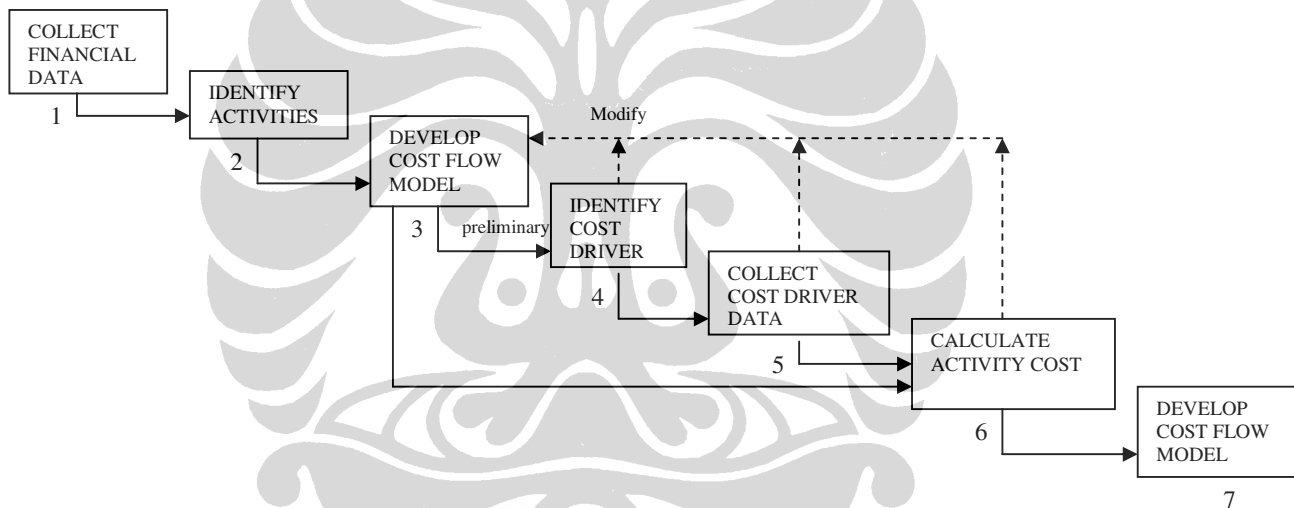 COLLECT
FINANCIAL
DATA
1
IDENTIFY
ACTIVITIES
2
Modify
DEVELOP
COST FLOW
MODEL
3
preliminary
IDENTIFY
COST
DRIVER
4
COLLECT
COST DRIVER
DATA
5
CALCULATE
ACTIVITY COST
6
DEVELOP
COST FLOW
MODEL
7